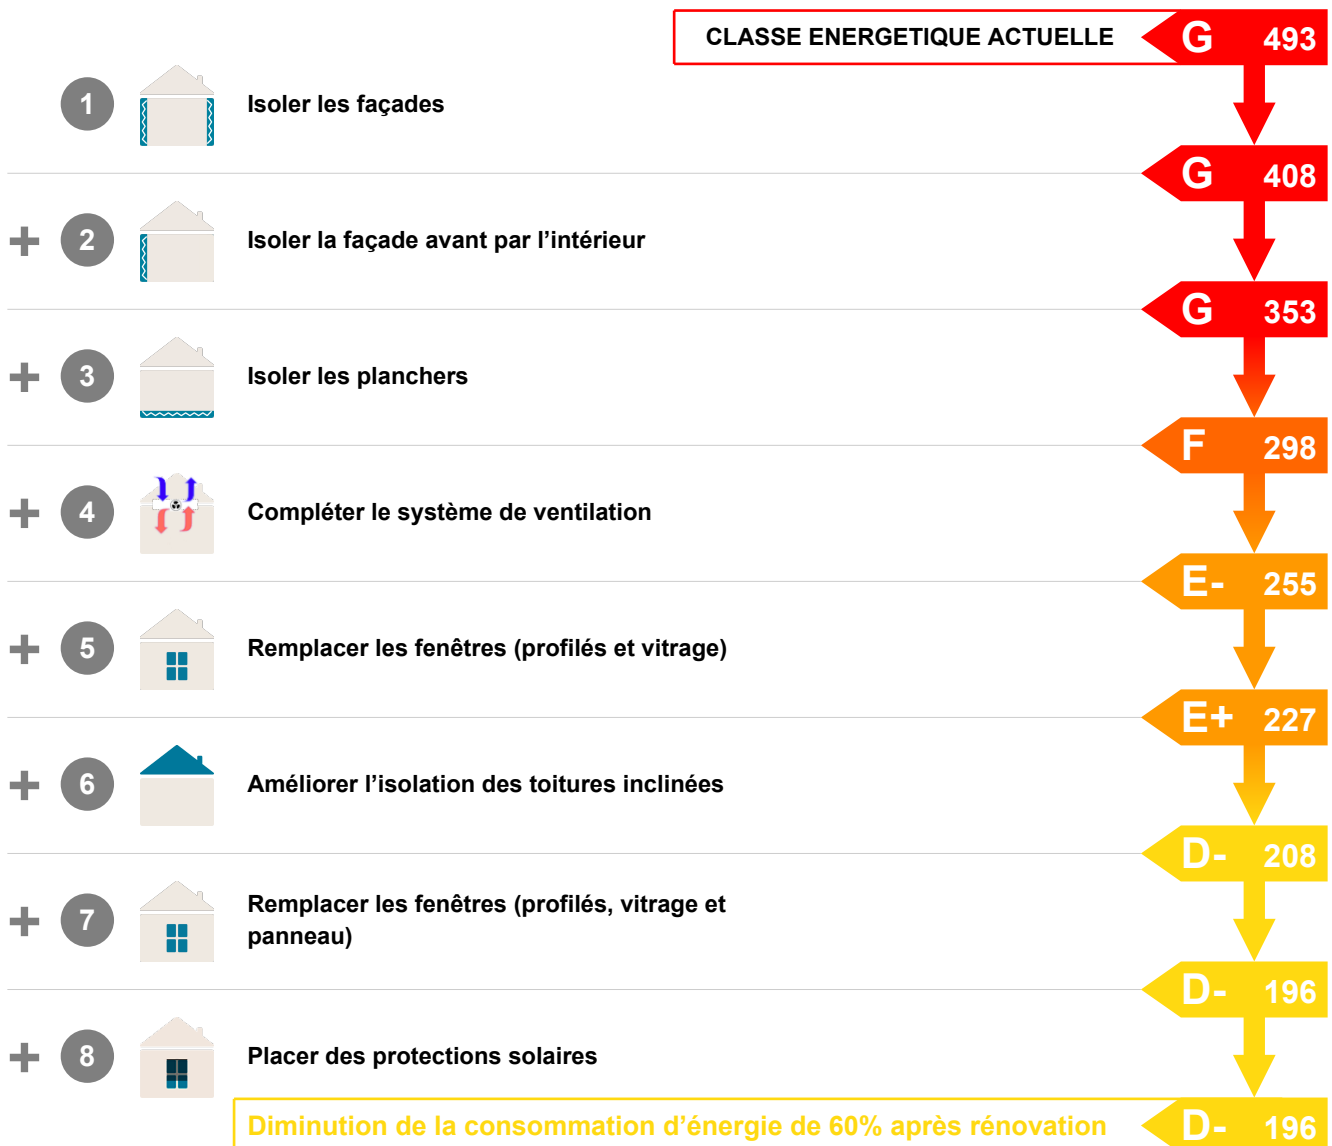 CLASSE ENERGETIQUE ACTUELLE G 493
1 Isoler les façades
G 408
+ 2 Isoler la façade avant par l’intérieur
G 353
+ 3 Isoler les planchers
F 298
+ 4 Compléter le système de ventilation
E- 255
+ 5 Remplacer les fenêtres (profilés et vitrage)
E+ 227
+ 6 Améliorer l’isolation des toitures inclinées
D- 208
+ 7 Remplacer les fenêtres (profilés, vitrage et
panneau)
D- 196
+ 8 Placer des protections solaires
Diminution de la consommation d’énergie de 60% après rénovation D- 196